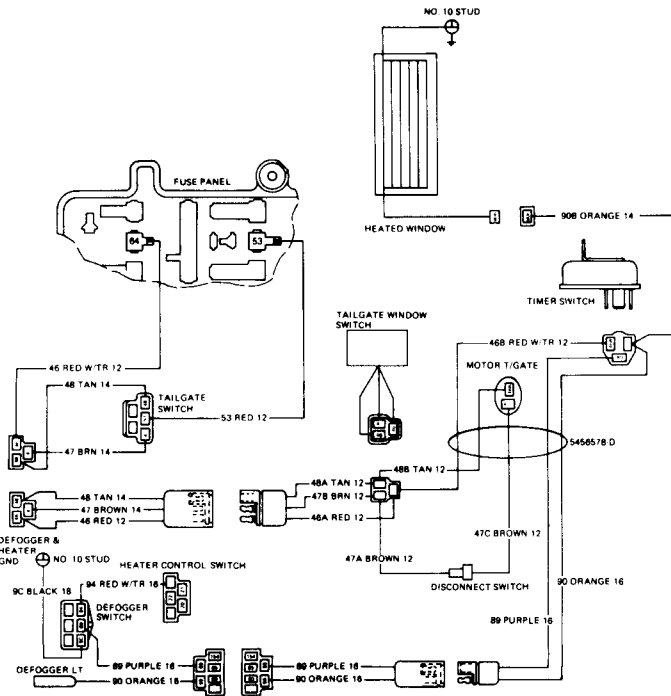 NO. 10 STUD
FUSE PANEL
64
53
HEATED WINDOW
90B ORANGE 14
TIMER SWITCH
TAILGATE WINDOW
SWITCH
46B RED W/TR 12
MOTOR T/GATE
46 RED W/TR 12
48 TAN 14
TAILGATE
SWITCH
53 RED 12
47 BRN 14
5456578 D
48B TAN 12
48A TAN 12
47B BRN 12
46A RED 12
48 TAN 14
47 BROWN 14
46 RED 12
47C BROWN 12
47A BROWN 12
DISCONNECT SWITCH
DEFOGGER &
HEATER
GND
NO 10 STUD
HEATER CONTROL SWITCH
94 RED W/TR 16
9C BLACK 18
DEFOGGER
SWITCH
90 ORANGE 16
89 PURPLE 16
89 PURPLE 16
90 ORANGE 16
DEFOGGER LT
89 PURPLE 16
90 ORANGE 16